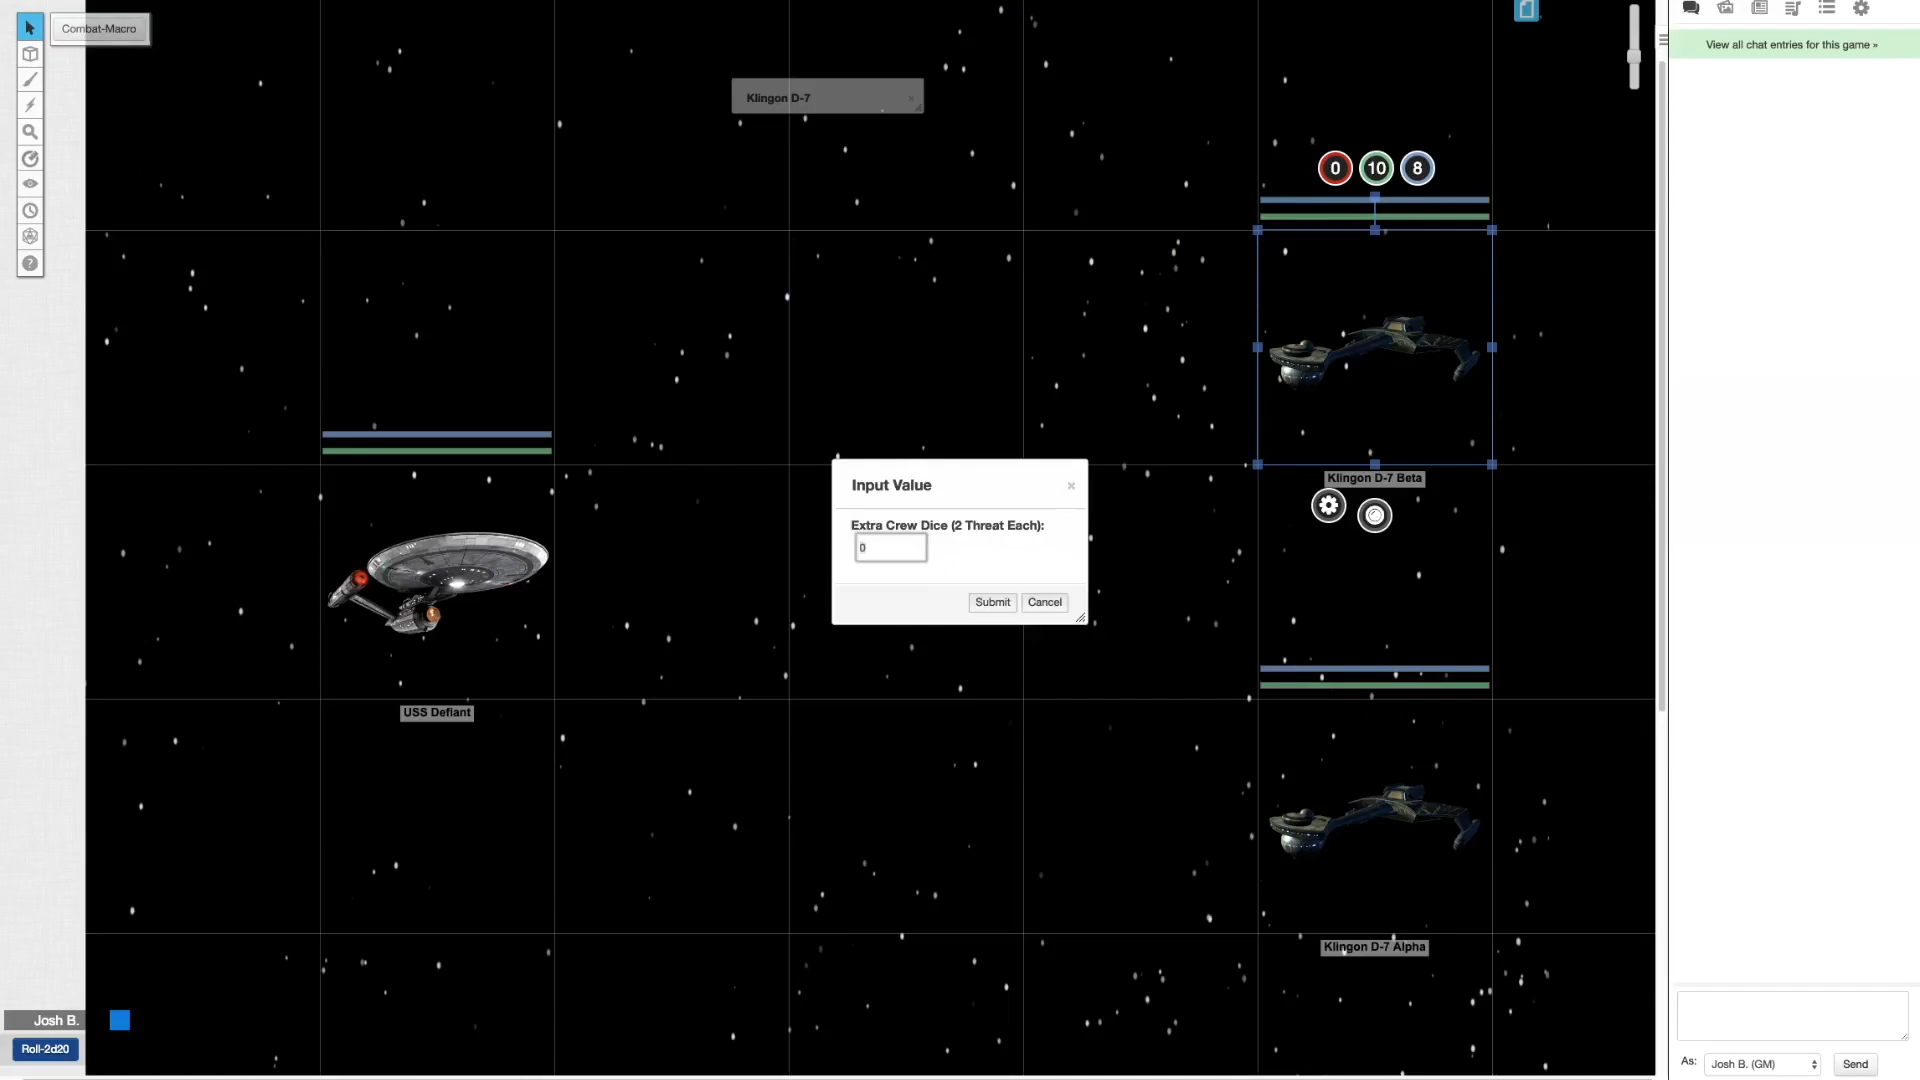 Combat-Macro
View all chat entries for this game »
Klingon D-7
0 10 8
Klingon D-7 Beta
Input Value
Extra Crew Dice (2 Threat Each):
0
Submit Cancel
USS Defiant
Klingon D-7 Alpha
Josh B.
Roll-2d20
As: Josh B. (GM) Send